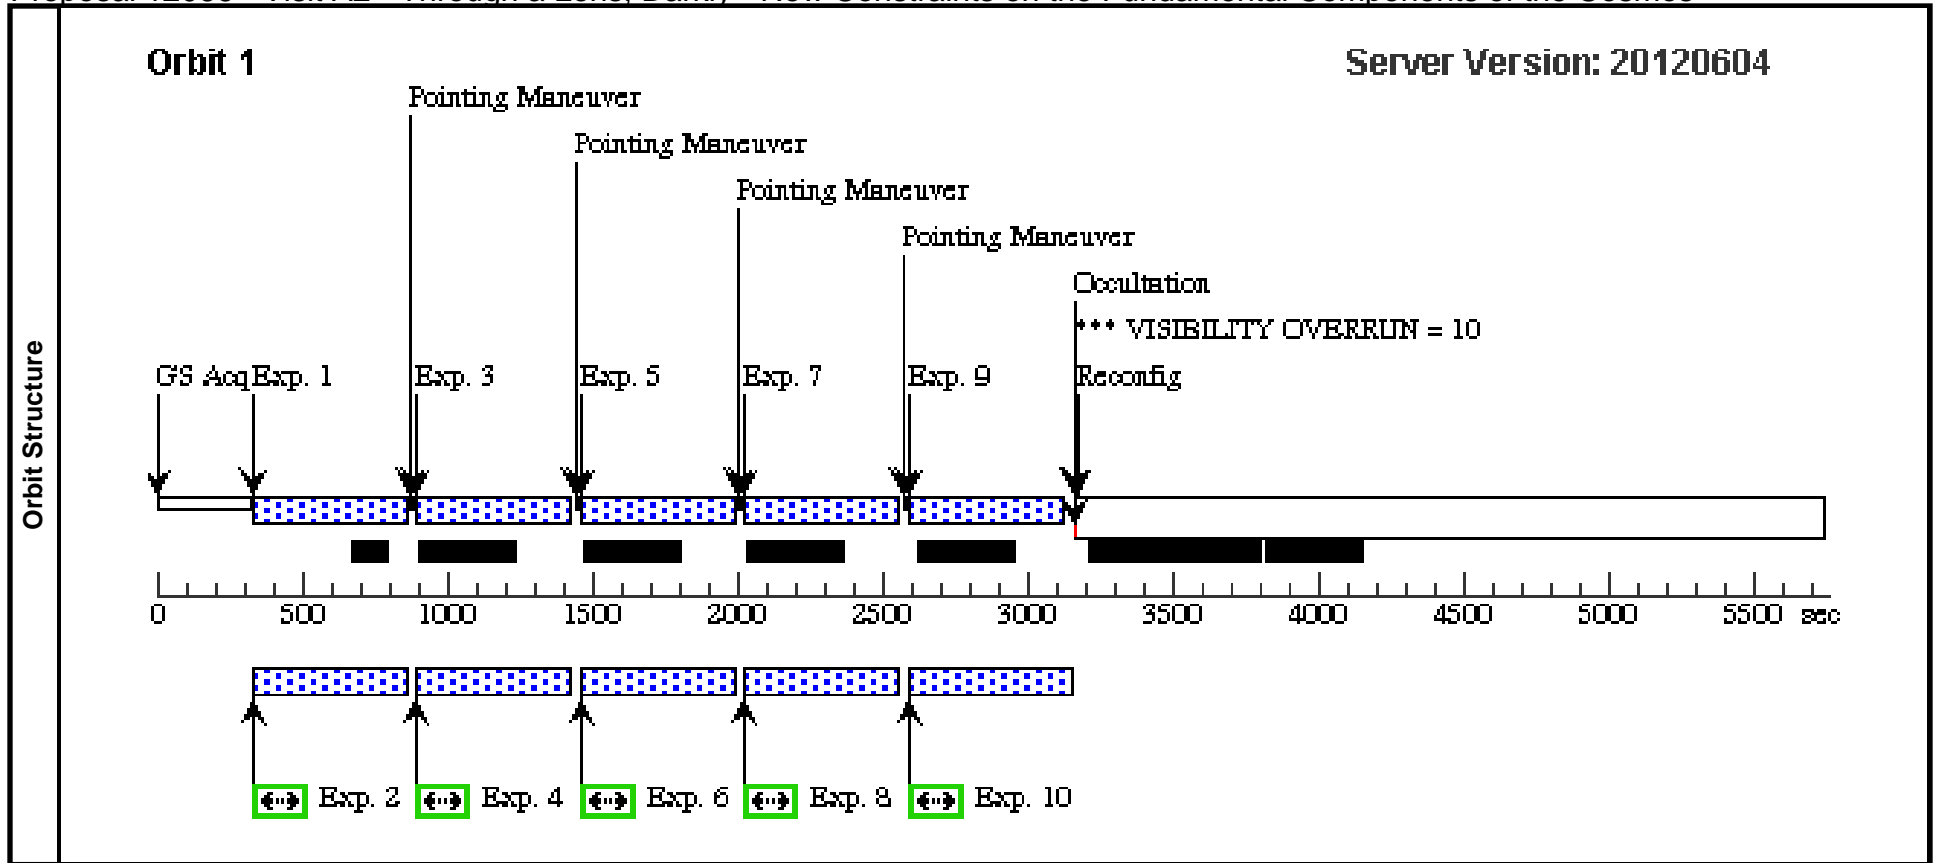 Orbit 1
Server Version: 20120604
Pointing Maneuver
Pointing Maneuver
Pointing Maneuver
Pointing Maneuver
Occultation
*** VISIBILITY OVERRUN = 10
GS Acq Exp. 1 Exp. 3 Exp. 5 Exp. 7 Exp. 9 Reconfig
Orbit Structure
0 500 1000 1500 2000 2500 3000 3500 4000 4500 5000 5500 sec
Exp. 2 Exp. 4 Exp. 6 Exp. 8 Exp. 10